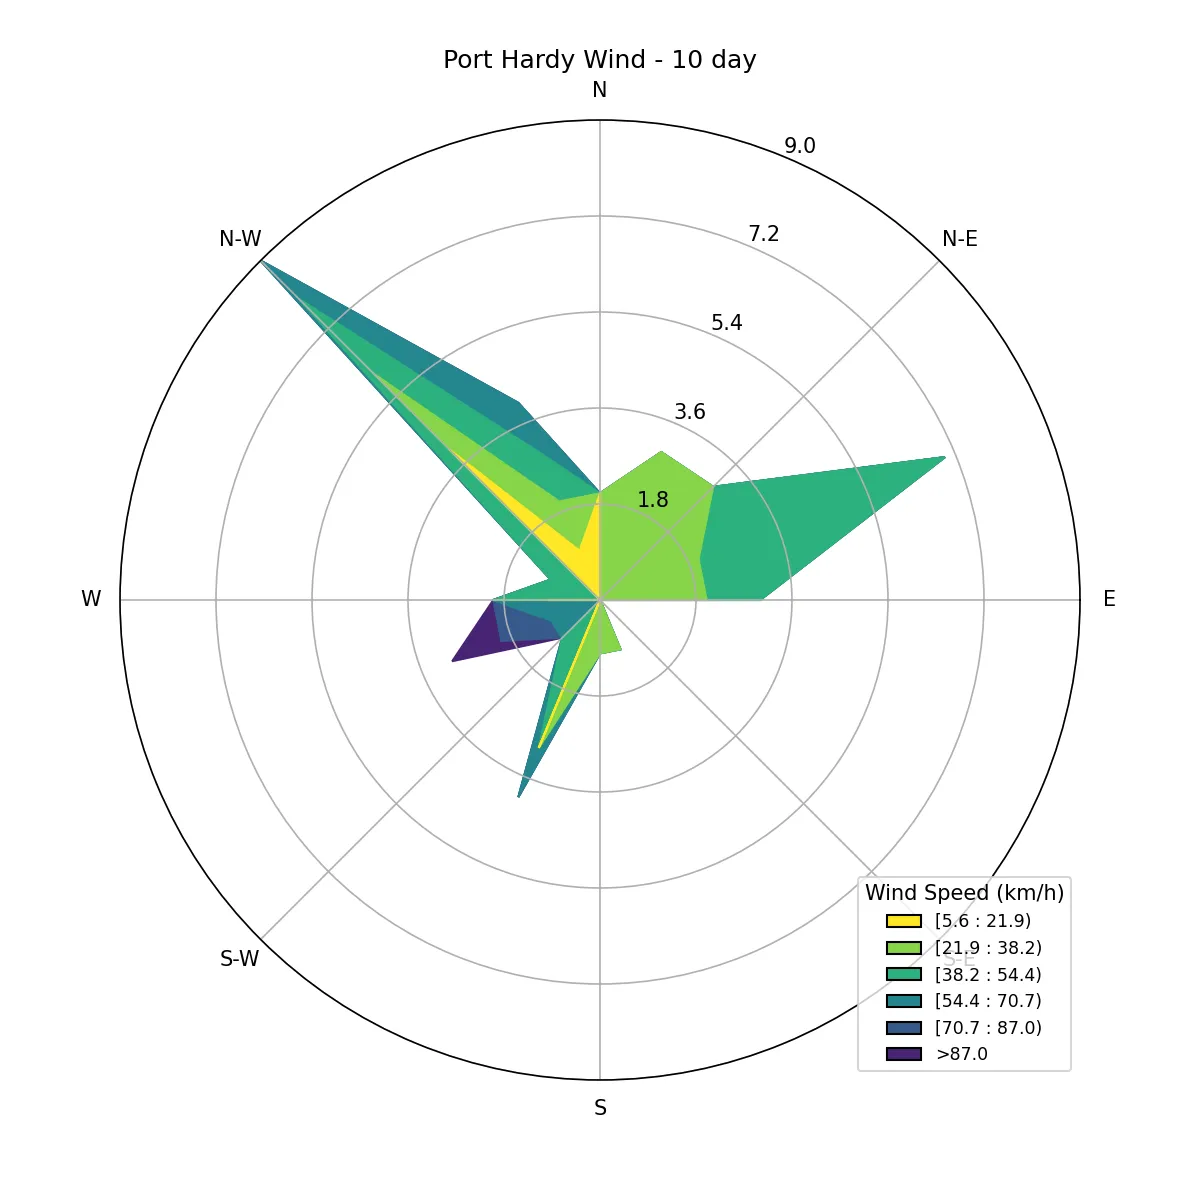 Port Hardy Wind - 10 day
N
9.0
N-W
7.2
N-E
5.4
3.6
1.8
W
E
S-W
S-E
S
Wind Speed (km/h)
[5.6 : 21.9)
[21.9 : 38.2)
[38.2 : 54.4)
[54.4 : 70.7)
[70.7 : 87.0)
>87.0